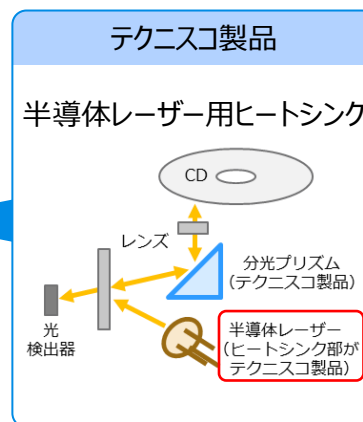 テクニスコ製品
半導体レーザー用ヒートシンク
CD
レンズ
分光プリズム
(テクニスコ製品)
光
検出器
半導体レーザー
(ヒートシンク部が
テクニスコ製品)